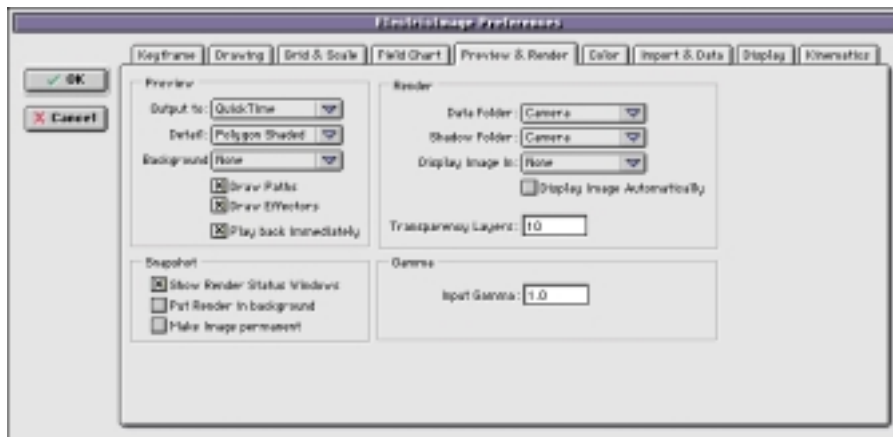 ElectricImage Preferences
Keyframe Drawing Grid & Scale Field Chart Preview & Render Color Import & Data Display Kinematics
OK
Cancel
Preview
Output to: QuickTime
Detail: Polygon Shaded
Background None
Draw Paths
Draw Effectors
Play back immediately
Render
Data Folder: Camera
Shadow Folder: Camera
Display Image In: None
Display Image Automatically
Transparency Layers: 10
Snapshot
Show Render Status Windows
Put Render in background
Make Image permanent
Gamma
Input Gamma: 1.0